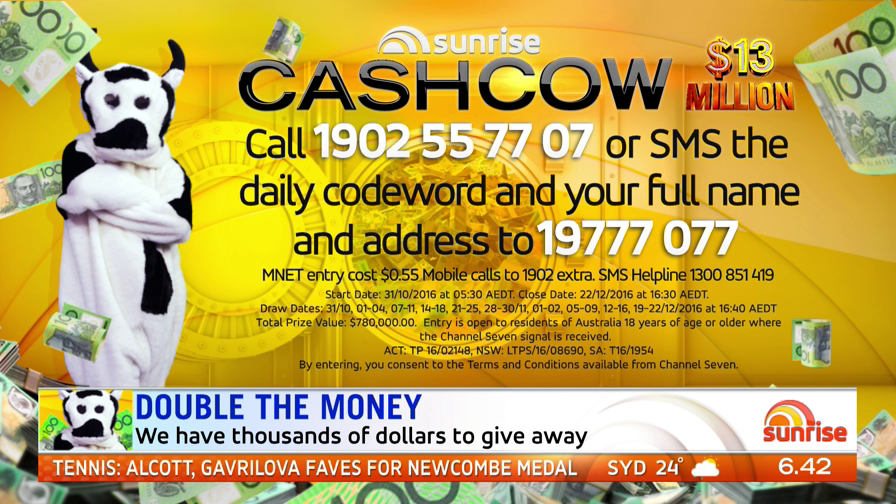 sunrise
CASHCOW
$13
MILLION
Call 1902 55 77 07 or SMS the
daily codeword and your full name
and address to 19777 077
MNET entry cost $0.55 Mobile calls to 1902 extra. SMS Helpline 1300 851 419
Start Date: 31/10/2016 at 05:30 AEDT. Close Date: 22/12/2016 at 16:30 AEDT.
Draw Dates: 31/10, 01-04, 07-11, 14-18, 21-25, 28-30/11, 01-02, 05-09, 12-16, 19-22/12/2016 at 16:40 AEDT
Total Prize Value: $780,000.00. Entry is open to residents of Australia 18 years of age or older where
the Channel Seven signal is received.
ACT: TP 16/02148, NSW: LTPS/16/08690, SA: T16/1954
By entering, you consent to the Terms and Conditions available from Channel Seven.
DOUBLE THE MONEY
We have thousands of dollars to give away
sunrise
TENNIS: ALCOTT, GAVRILOVA FAVES FOR NEWCOMBE MEDAL SYD 24° 6.42
100
100
100